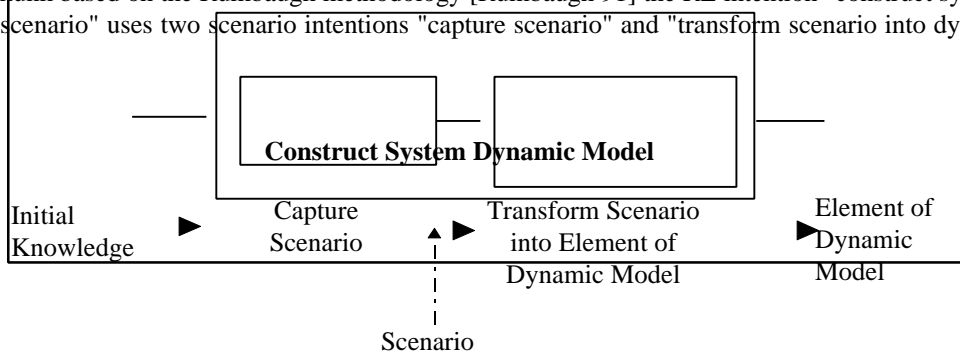 scenario" uses two scenario intentions "capture scenario" and "transform scenario into dy
Construct System Dynamic Model
Initial
Knowledge
Capture
Scenario
Transform Scenario
into Element of
Dynamic Model
Element of
Dynamic
Model
Scenario